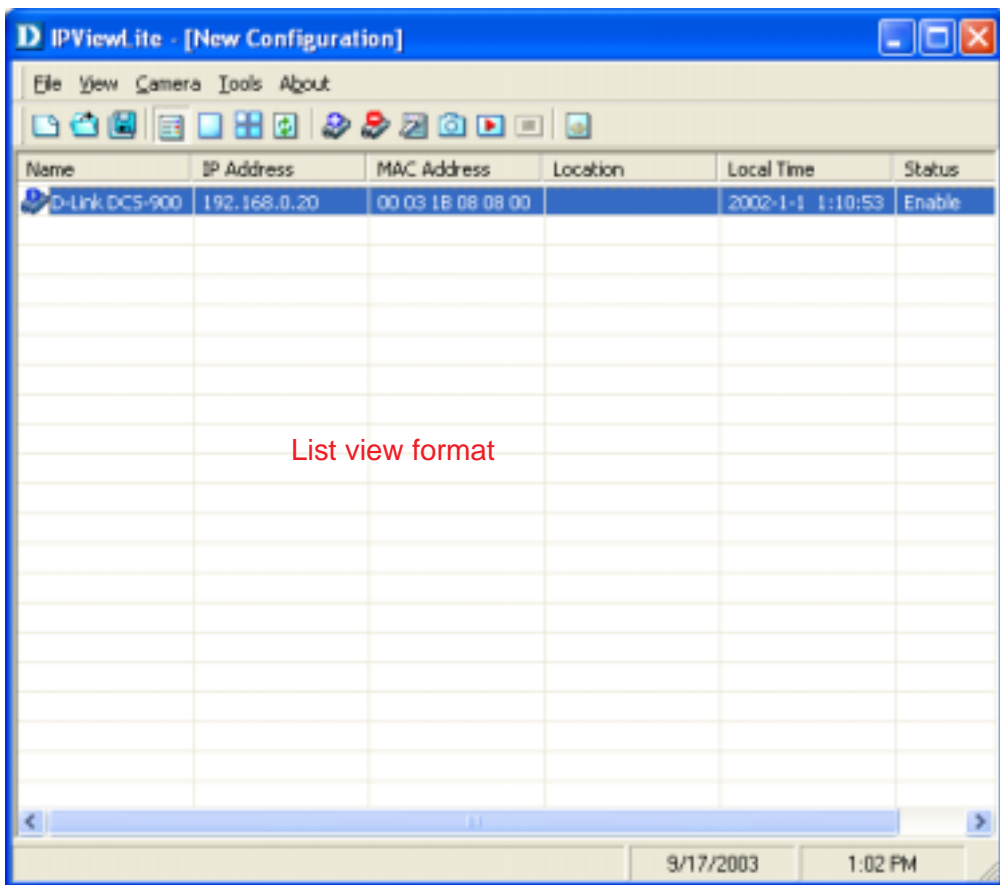 IPViewLite - [New Configuration]
File View Camera Tools About
Name IP Address MAC Address Location Local Time Status
D-Link DCS-900 192.168.0.20 00 03 1B 08 08 00 2002-1-1 1:10:53 Enable
List view format
9/17/2003 1:02 PM